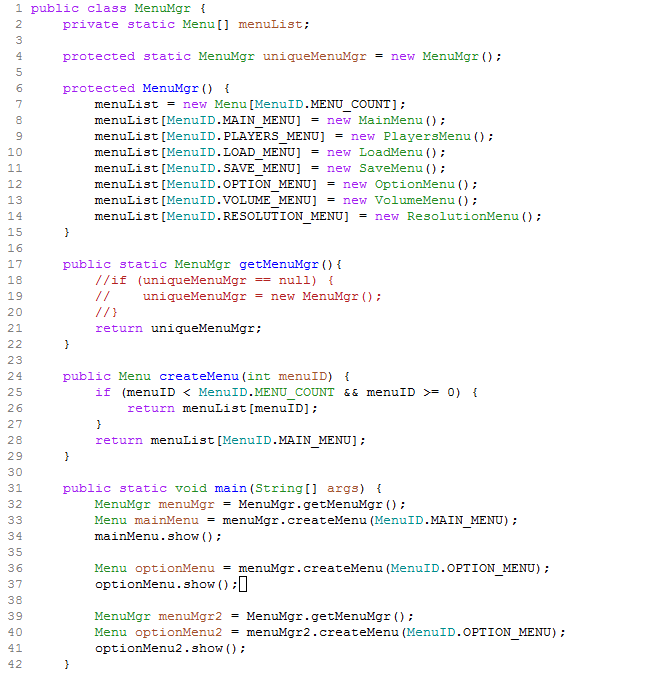 1 public class MenuMgr {
2     private static Menu[] menuList;
3
4     protected static MenuMgr uniqueMenuMgr = new MenuMgr();
5
6     protected MenuMgr() {
7         menuList = new Menu[MenuID.MENU_COUNT];
8         menuList[MenuID.MAIN_MENU] = new MainMenu();
9         menuList[MenuID.PLAYERS_MENU] = new PlayersMenu();
10         menuList[MenuID.LOAD_MENU] = new LoadMenu();
11         menuList[MenuID.SAVE_MENU] = new SaveMenu();
12         menuList[MenuID.OPTION_MENU] = new OptionMenu();
13         menuList[MenuID.VOLUME_MENU] = new VolumeMenu();
14         menuList[MenuID.RESOLUTION_MENU] = new ResolutionMenu();
15     }
16
17     public static MenuMgr getMenuMgr(){
18         //if (uniqueMenuMgr == null) {
19         //    uniqueMenuMgr = new MenuMgr();
20         //}
21         return uniqueMenuMgr;
22     }
23
24     public Menu createMenu(int menuID) {
25         if (menuID < MenuID.MENU_COUNT && menuID >= 0) {
26             return menuList[menuID];
27         }
28         return menuList[MenuID.MAIN_MENU];
29     }
30
31     public static void main(String[] args) {
32         MenuMgr menuMgr = MenuMgr.getMenuMgr();
33         Menu mainMenu = menuMgr.createMenu(MenuID.MAIN_MENU);
34         mainMenu.show();
35
36         Menu optionMenu = menuMgr.createMenu(MenuID.OPTION_MENU);
37         optionMenu.show();
38
39         MenuMgr menuMgr2 = MenuMgr.getMenuMgr();
40         Menu optionMenu2 = menuMgr2.createMenu(MenuID.OPTION_MENU);
41         optionMenu2.show();
42     }